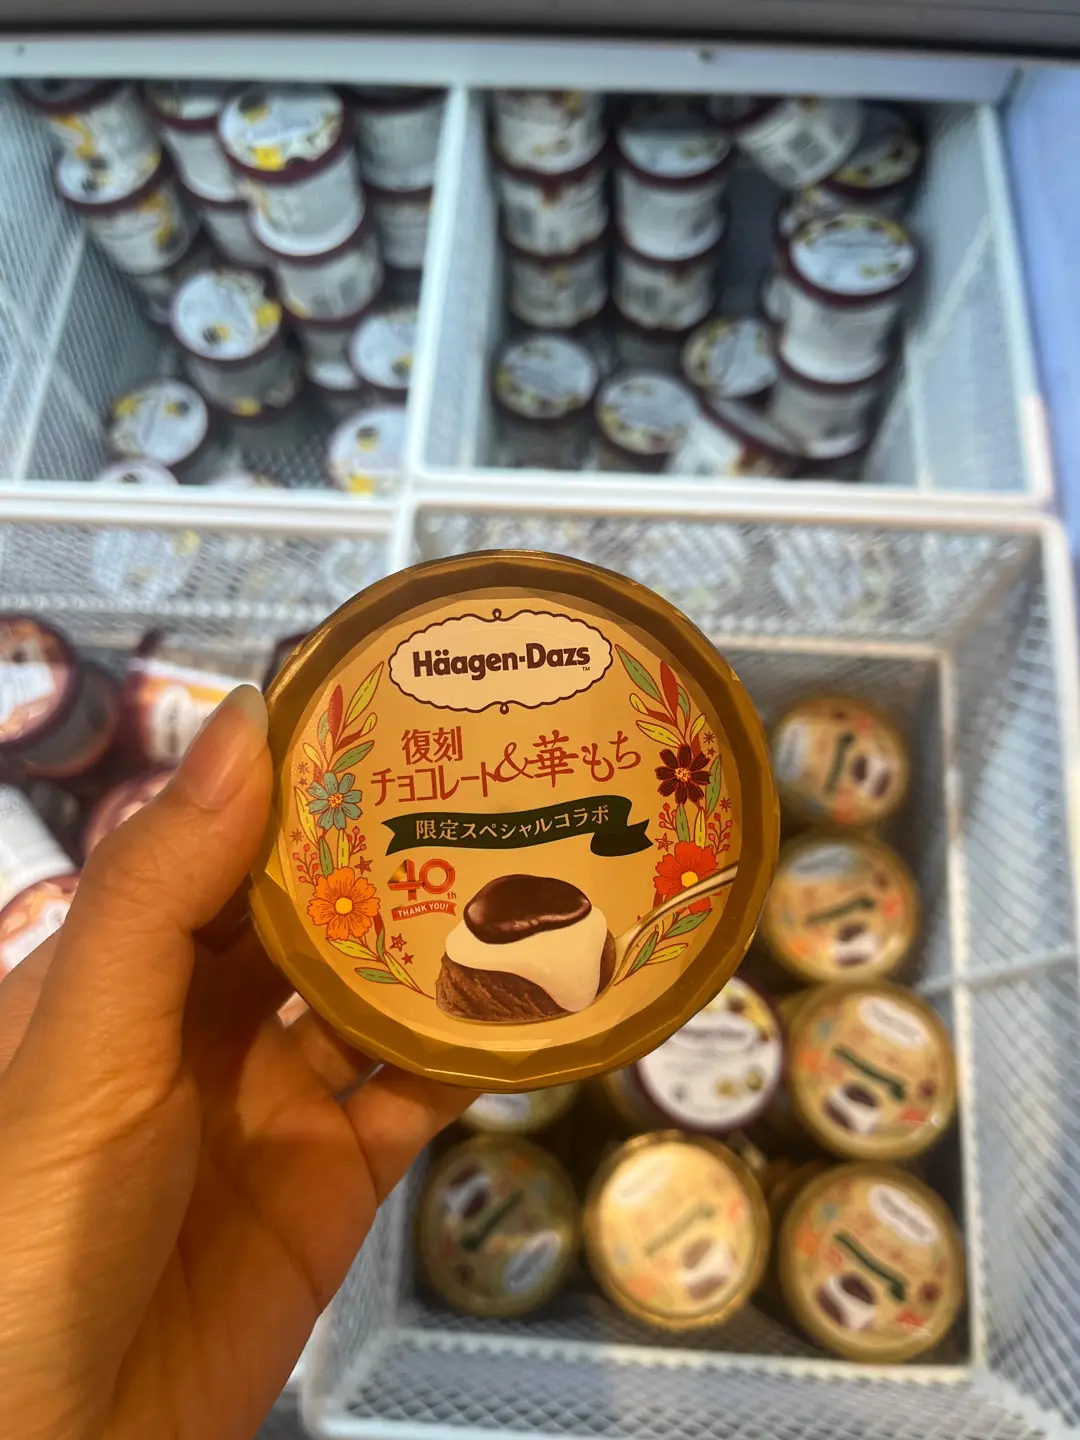 Häagen-Dazs™
復刻
チョコレート&華もち
限定スペシャルコラボ
40th
THANK YOU!